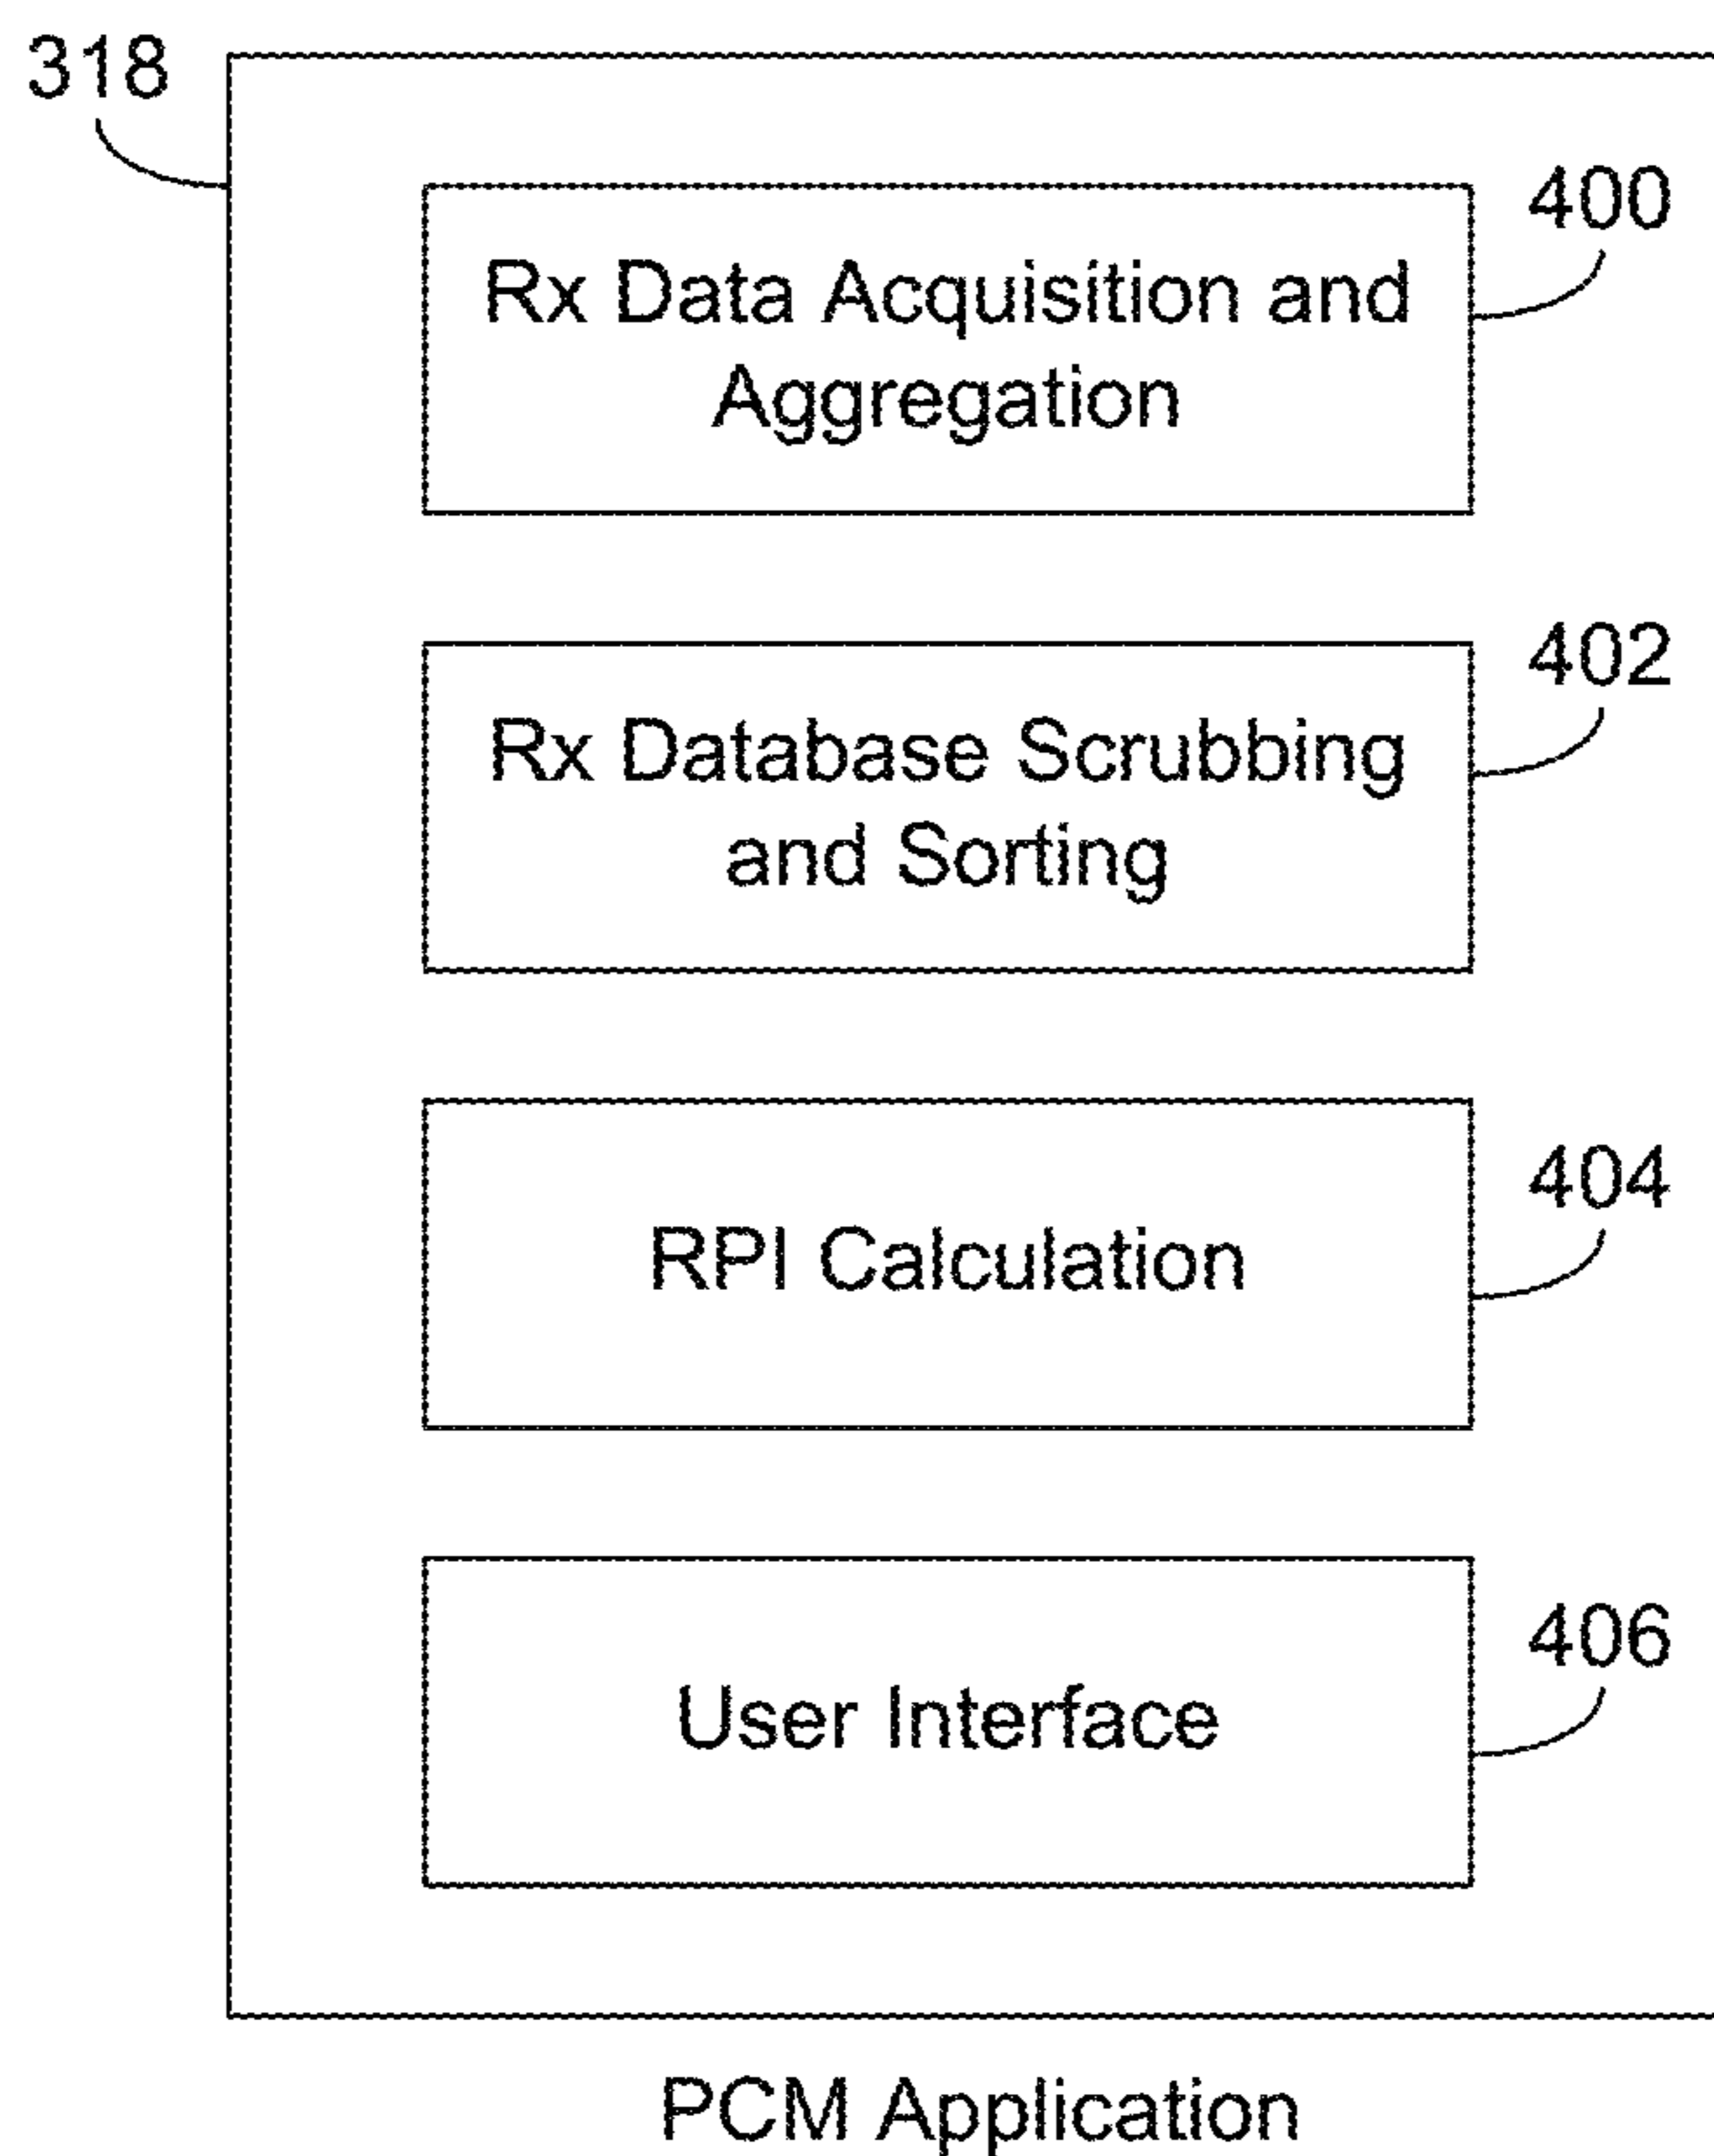 318
400
Rx Data Acquisition and
Aggregation
402
Rx Database Scrubbing
and Sorting
404
RPI Calculation
406
User Interface
PCM Application